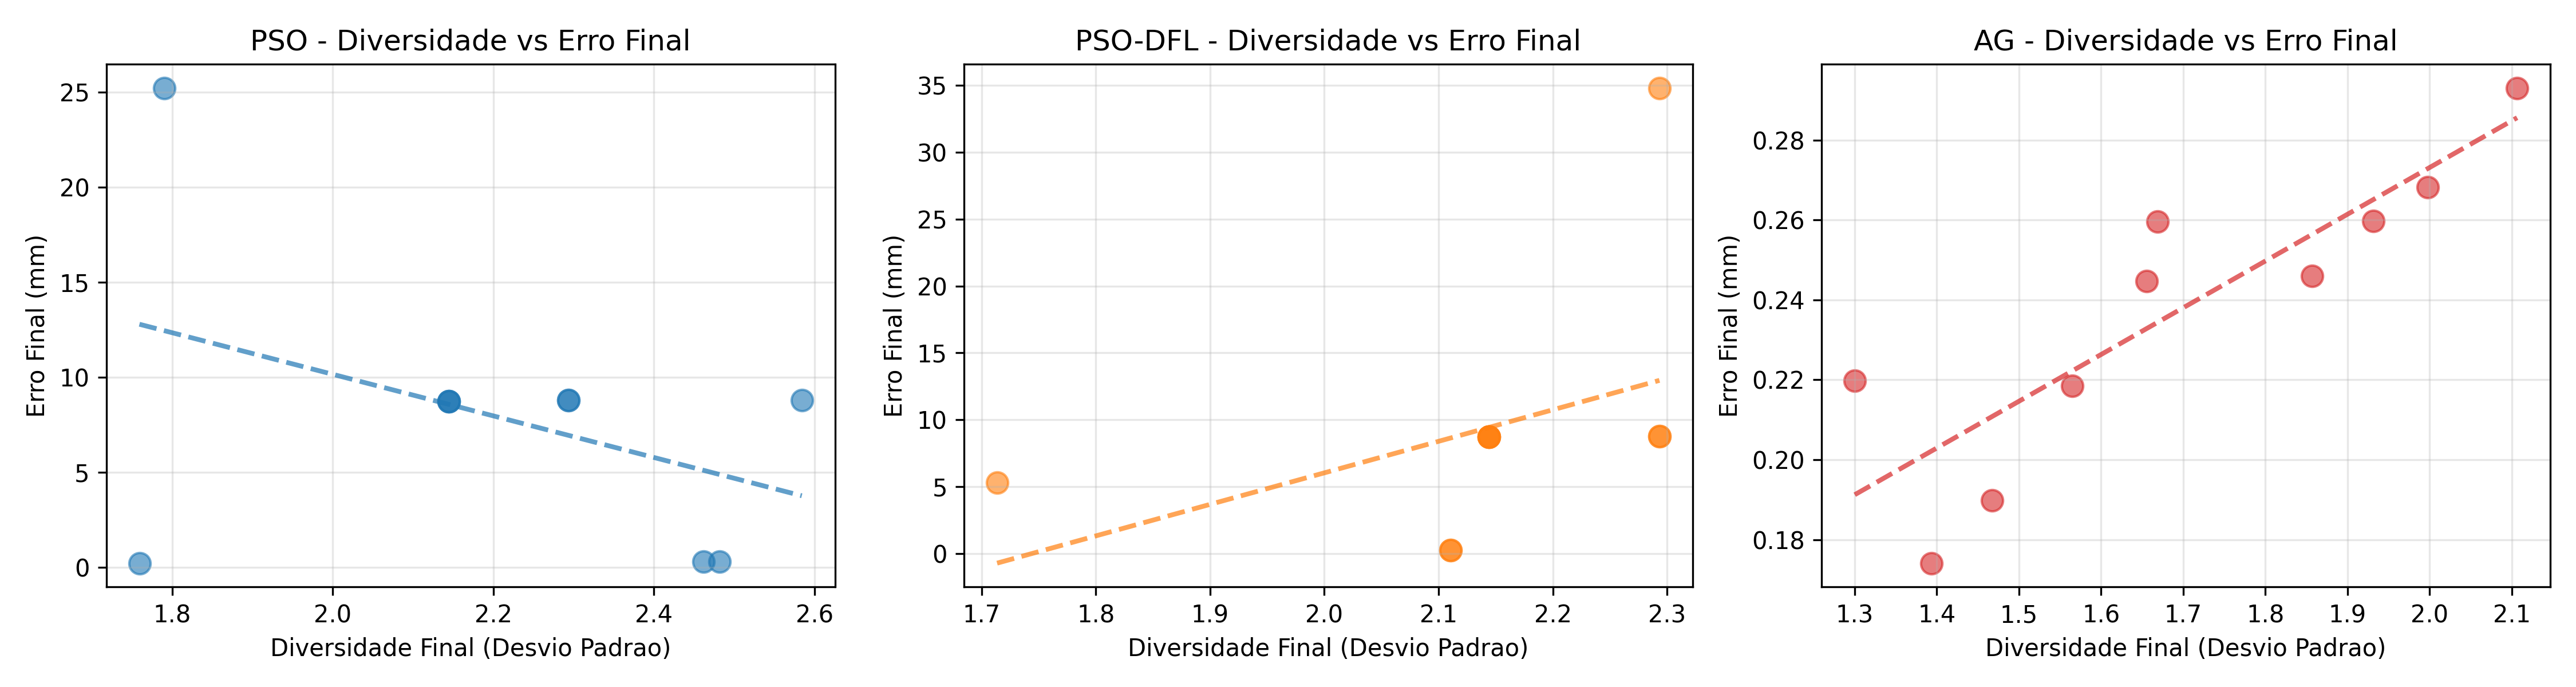 PSO - Diversidade vs Erro Final
Erro Final (mm)
25
20
15
10
5
0
1.8 2.0 2.2 2.4 2.6
Diversidade Final (Desvio Padrao)
PSO-DFL - Diversidade vs Erro Final
Erro Final (mm)
35
30
25
20
15
10
5
0
1.7 1.8 1.9 2.0 2.1 2.2 2.3
Diversidade Final (Desvio Padrao)
AG - Diversidade vs Erro Final
Erro Final (mm)
0.28
0.26
0.24
0.22
0.20
0.18
1.3 1.4 1.5 1.6 1.7 1.8 1.9 2.0 2.1
Diversidade Final (Desvio Padrao)